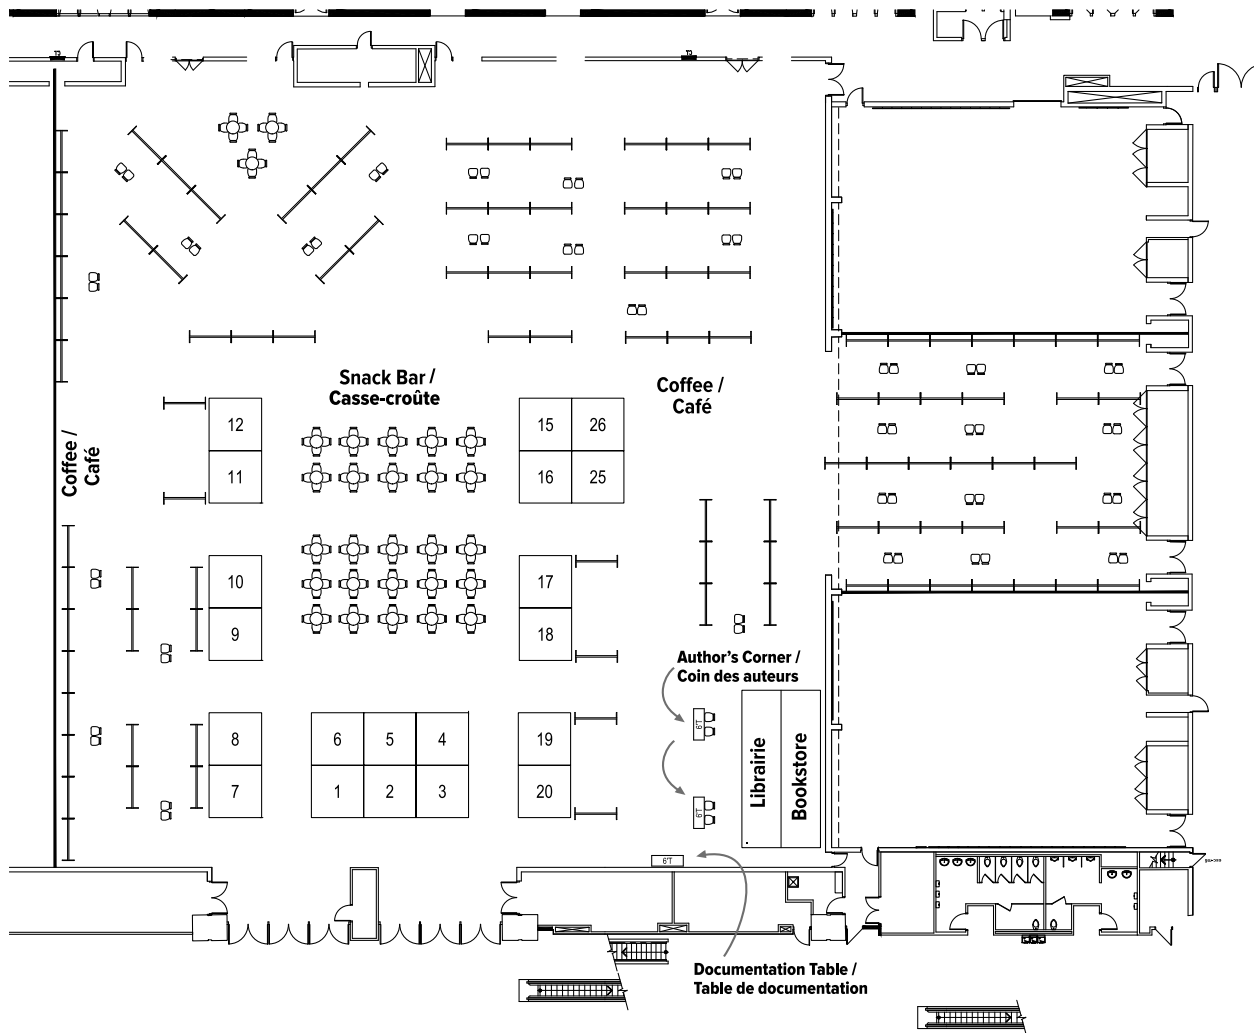 Snack Bar /
Casse-croûte
Coffee /
Café
Coffee /
Café
12
11
15
26
16
25
10
9
17
18
Author's Corner /
Coin des auteurs
8
7
6
5
4
1
2
3
19
20
6'T
6'T
Librairie
Bookstore
6'T
Documentation Table /
Table de documentation